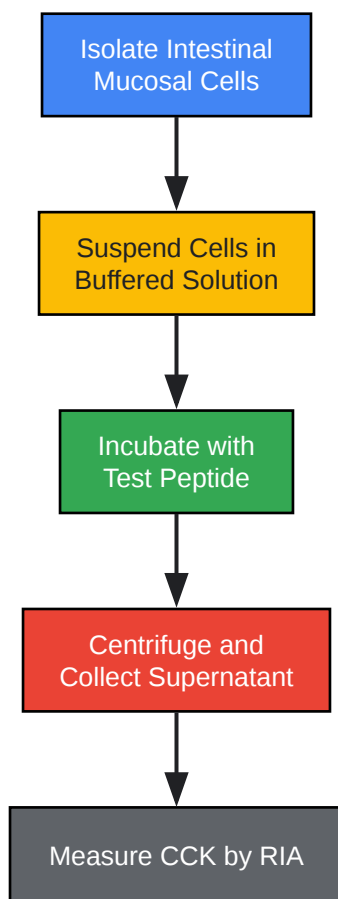 Isolate Intestinal
Mucosal Cells
Suspend Cells in
Buffered Solution
Incubate with
Test Peptide
Centrifuge and
Collect Supernatant
Measure CCK by RIA